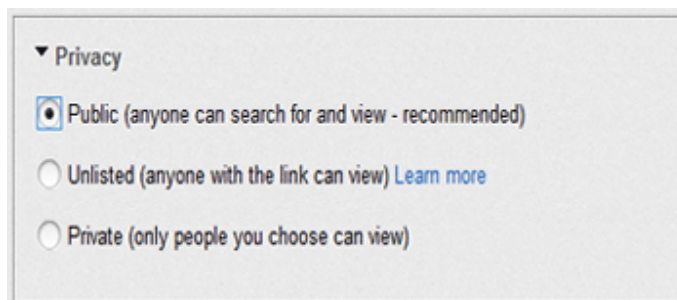 Privacy
Public (anyone can search for and view - recommended)
Unlisted (anyone with the link can view) Learn more
Private (only people you choose can view)